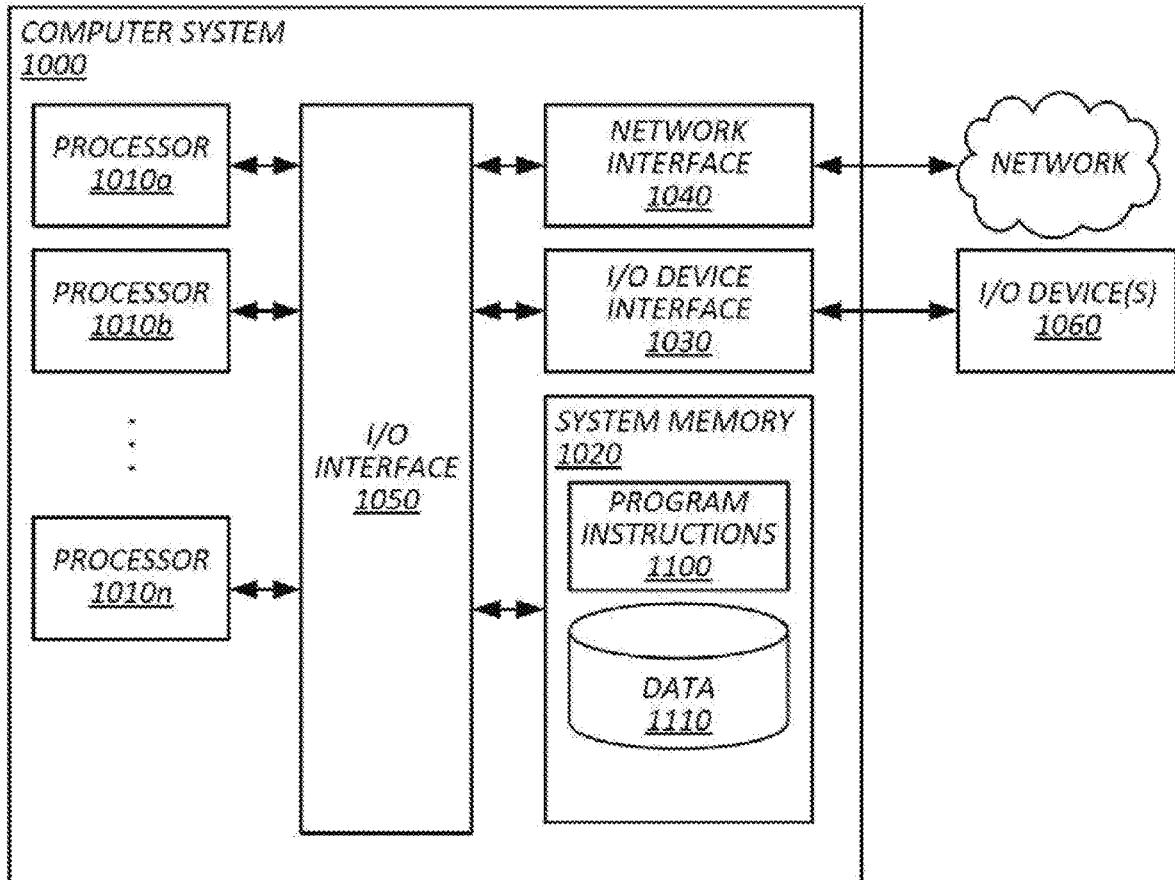 COMPUTER SYSTEM
1000
PROCESSOR
1010a
PROCESSOR
1010b
PROCESSOR
1010n
I/O
INTERFACE
1050
NETWORK
INTERFACE
1040
I/O DEVICE
INTERFACE
1030
SYSTEM MEMORY
1020
PROGRAM
INSTRUCTIONS
1100
DATA
1110
NETWORK
I/O DEVICE(S)
1060